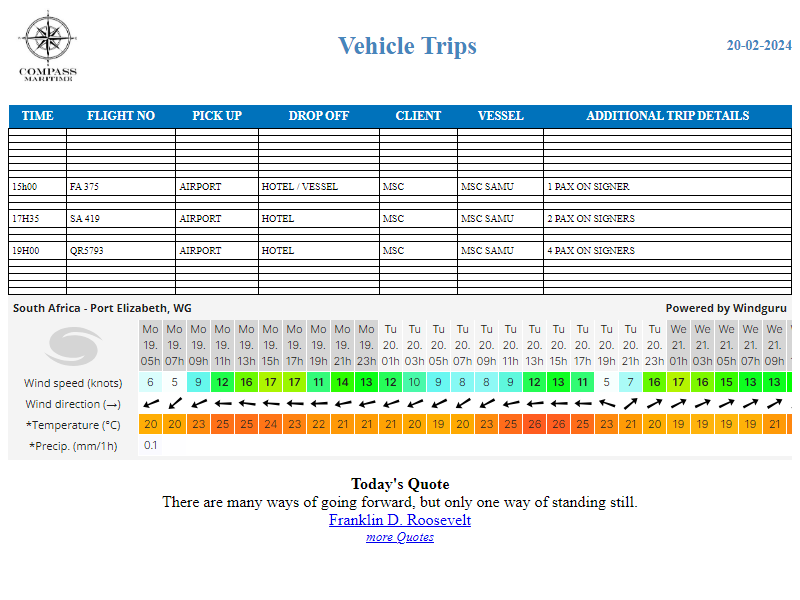 COMPASS
MARITIME
Vehicle Trips
20-02-2024
TIME FLIGHT NO PICK UP DROP OFF CLIENT VESSEL ADDITIONAL TRIP DETAILS
15h00 FA 375 AIRPORT HOTEL / VESSEL MSC MSC SAMU 1 PAX ON SIGNER
17H35 SA 419 AIRPORT HOTEL MSC MSC SAMU 2 PAX ON SIGNERS
19H00 QR5793 AIRPORT HOTEL MSC MSC SAMU 4 PAX ON SIGNERS
South Africa - Port Elizabeth, WG Powered by Windguru
Mo Mo Mo Mo Mo Mo Mo Mo Mo Mo Tu Tu Tu Tu Tu Tu Tu Tu Tu Tu Tu Tu We We We We We
19. 19. 19. 19. 19. 19. 19. 19. 19. 19. 20. 20. 20. 20. 20. 20. 20. 20. 20. 20. 20. 20. 21. 21. 21. 21. 21.
05h 07h 09h 11h 13h 15h 17h 19h 21h 23h 01h 03h 05h 07h 09h 11h 13h 15h 17h 19h 21h 23h 01h 03h 05h 07h 09h
Wind speed (knots) 6 5 9 12 16 17 17 11 14 13 12 10 9 8 8 9 12 13 11 5 7 16 17 16 15 13 13
Wind direction (→)
*Temperature (°C) 20 20 23 25 25 24 23 22 21 21 21 20 19 20 23 25 26 26 25 23 21 20 19 19 19 19 21
*Precip. (mm/1h) 0.1
Today's Quote
There are many ways of going forward, but only one way of standing still.
Franklin D. Roosevelt
more Quotes